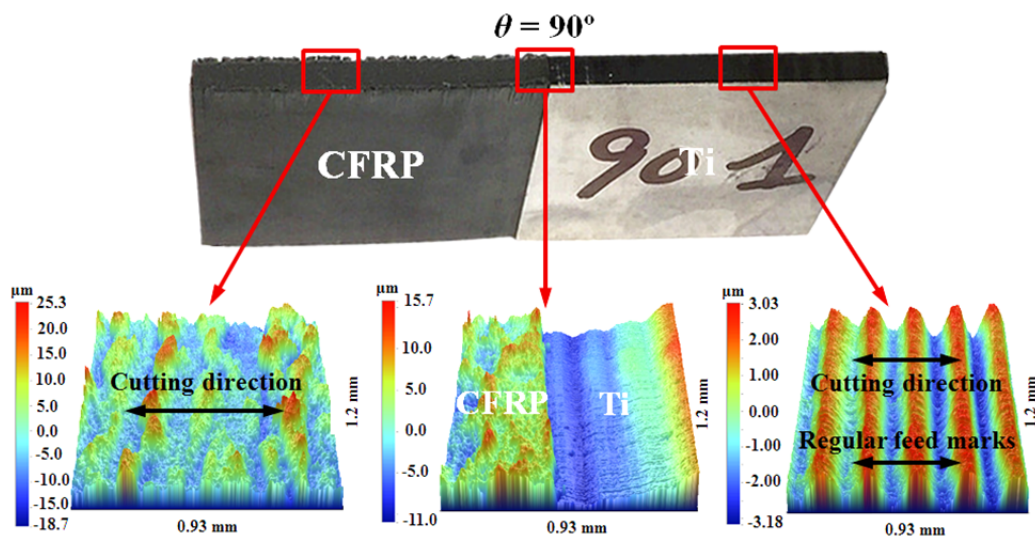 θ = 90°
CFRP
90 1
Ti
µm
25.3
20.0
15.0
10.0
5.0
0.0
-5.0
-10.0
-15.0
-18.7
Cutting direction
1.2 mm
0.93 mm
µm
15.7
10.0
5.0
0.0
-5.0
-11.0
CFRP
Ti
1.2 mm
0.93 mm
µm
3.03
2.00
1.00
0.00
-1.00
-2.00
-3.18
Cutting direction
Regular feed marks
1.2 mm
0.93 mm